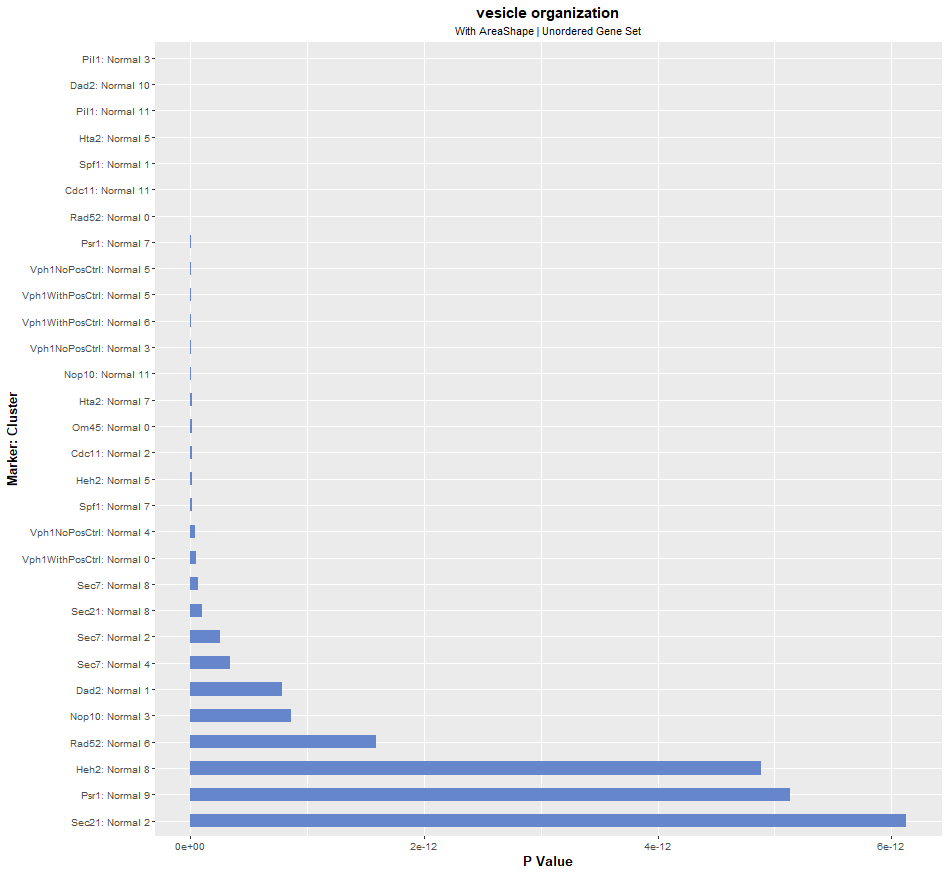 vesicle organization
With AreaShape | Unordered Gene Set
Marker: Cluster
Pil1: Normal 3
Dad2: Normal 10
Pil1: Normal 11
Hta2: Normal 5
Spf1: Normal 1
Cdc11: Normal 11
Rad52: Normal 0
Psr1: Normal 7
Vph1NoPosCtrl: Normal 5
Vph1WithPosCtrl: Normal 5
Vph1WithPosCtrl: Normal 6
Vph1NoPosCtrl: Normal 3
Nop10: Normal 11
Hta2: Normal 7
Om45: Normal 0
Cdc11: Normal 2
Heh2: Normal 5
Spf1: Normal 7
Vph1NoPosCtrl: Normal 4
Vph1WithPosCtrl: Normal 0
Sec7: Normal 8
Sec21: Normal 8
Sec7: Normal 2
Sec7: Normal 4
Dad2: Normal 1
Nop10: Normal 3
Rad52: Normal 6
Heh2: Normal 8
Psr1: Normal 9
Sec21: Normal 2
0e+00 2e-12 4e-12 6e-12
P Value